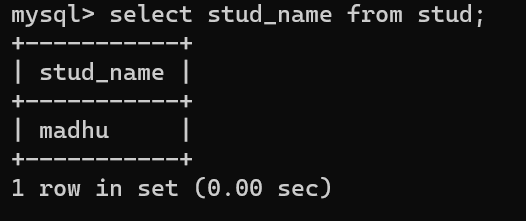 mysql> select stud_name from stud;
+-----------+
| stud_name |
+-----------+
| madhu     |
+-----------+
1 row in set (0.00 sec)